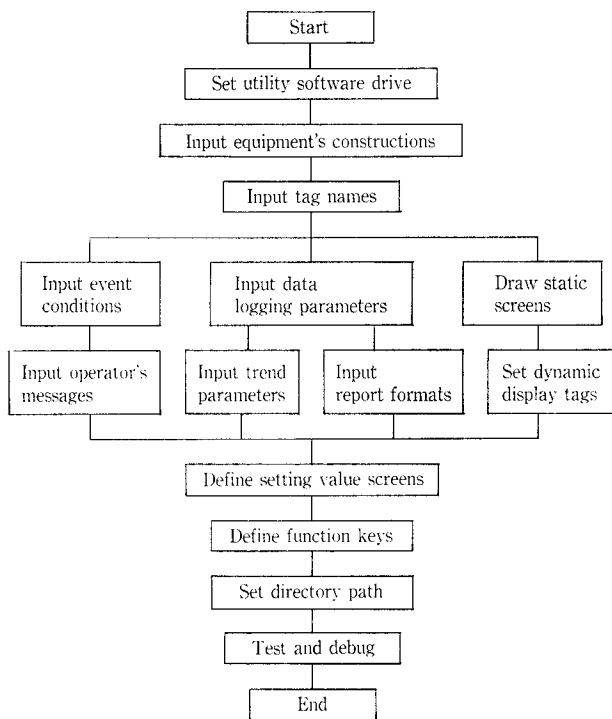 Start
Set utility software drive
Input equipment's constructions
Input tag names
Input event
conditions
Input data
logging parameters
Draw static
screens
Input operator's
messages
Input trend
parameters
Input
report formats
Set dynamic
display tags
Define setting value screens
Define function keys
Set directory path
Test and debug
End